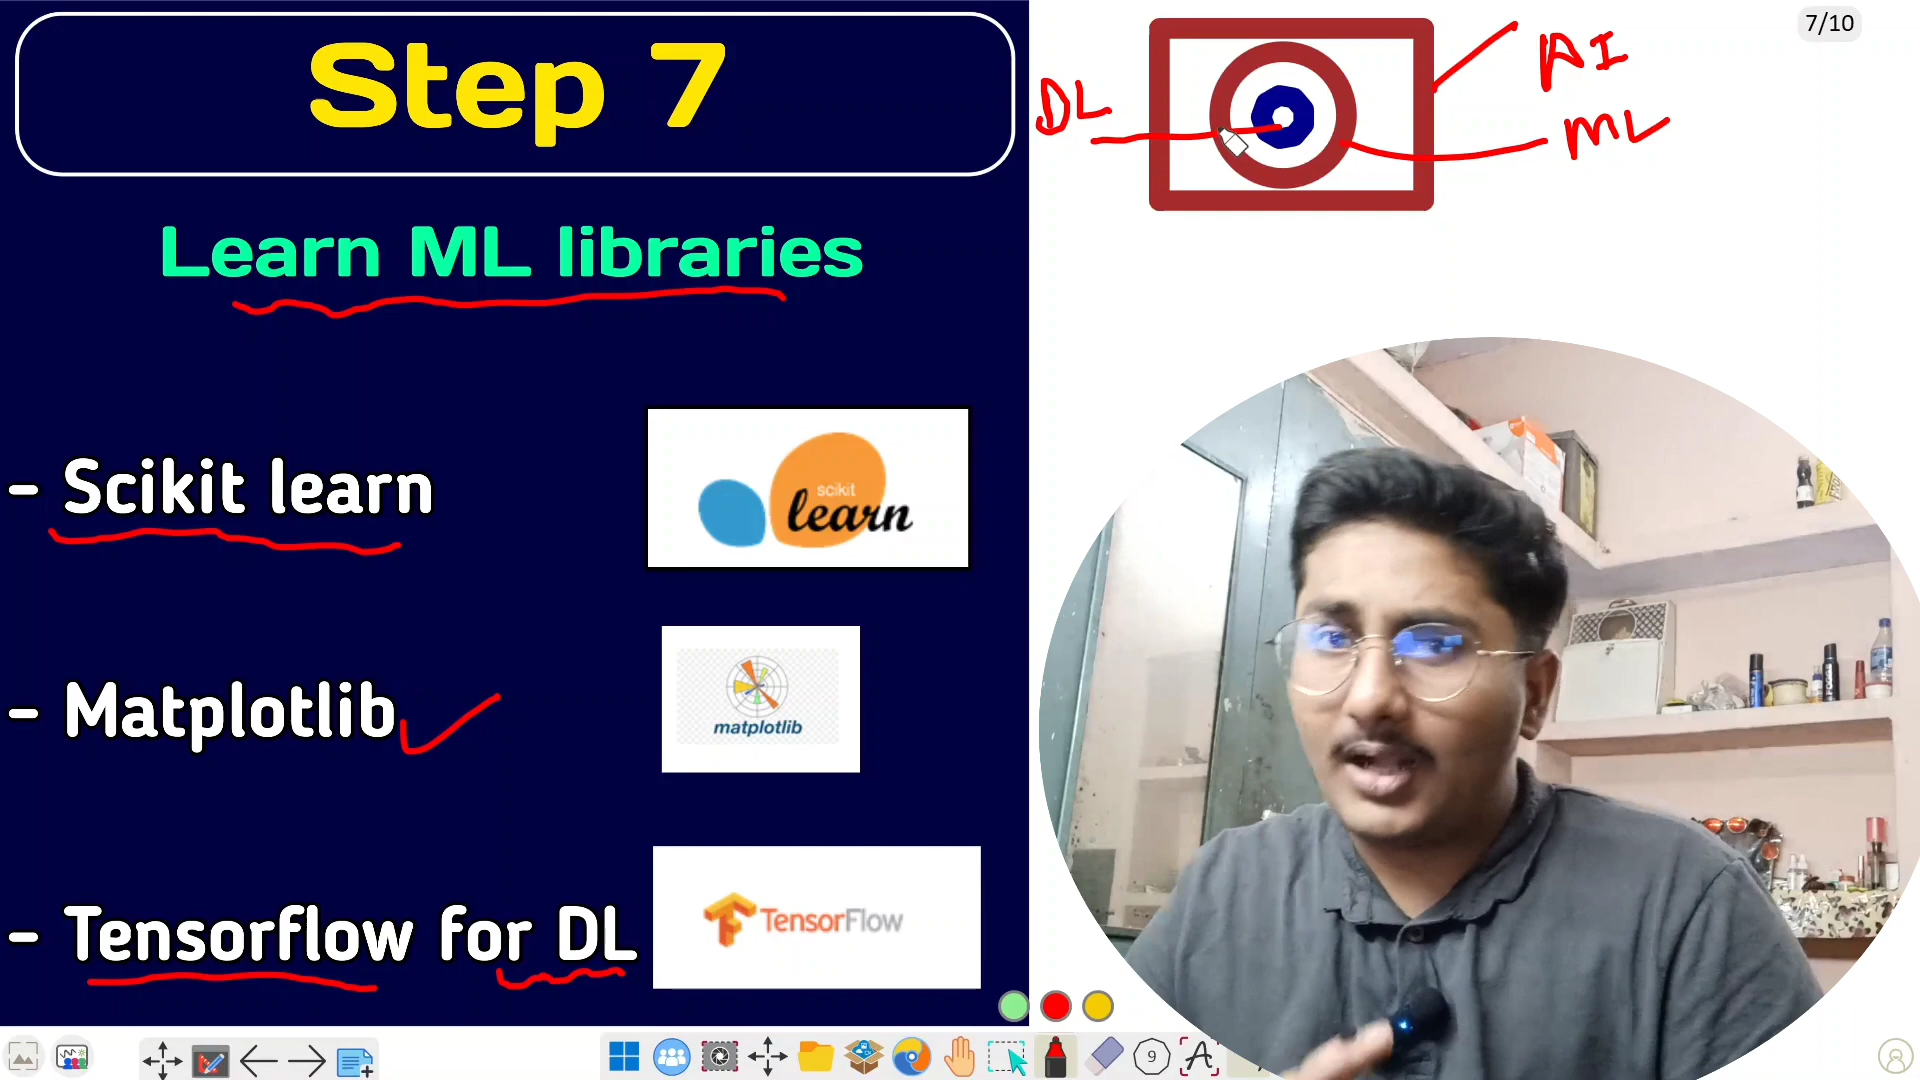 Step 7
Learn ML libraries
- Scikit learn
scikit
learn
- Matplotlib
matplotlib
- Tensorflow for DL
TensorFlow
7/10
DL
AI
ML
9
A